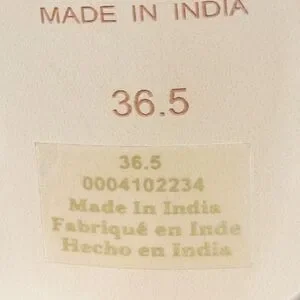 MADE IN INDIA
36.5
36.5
0004102234
Made In India
Fabriqué en Inde
Hecho en India